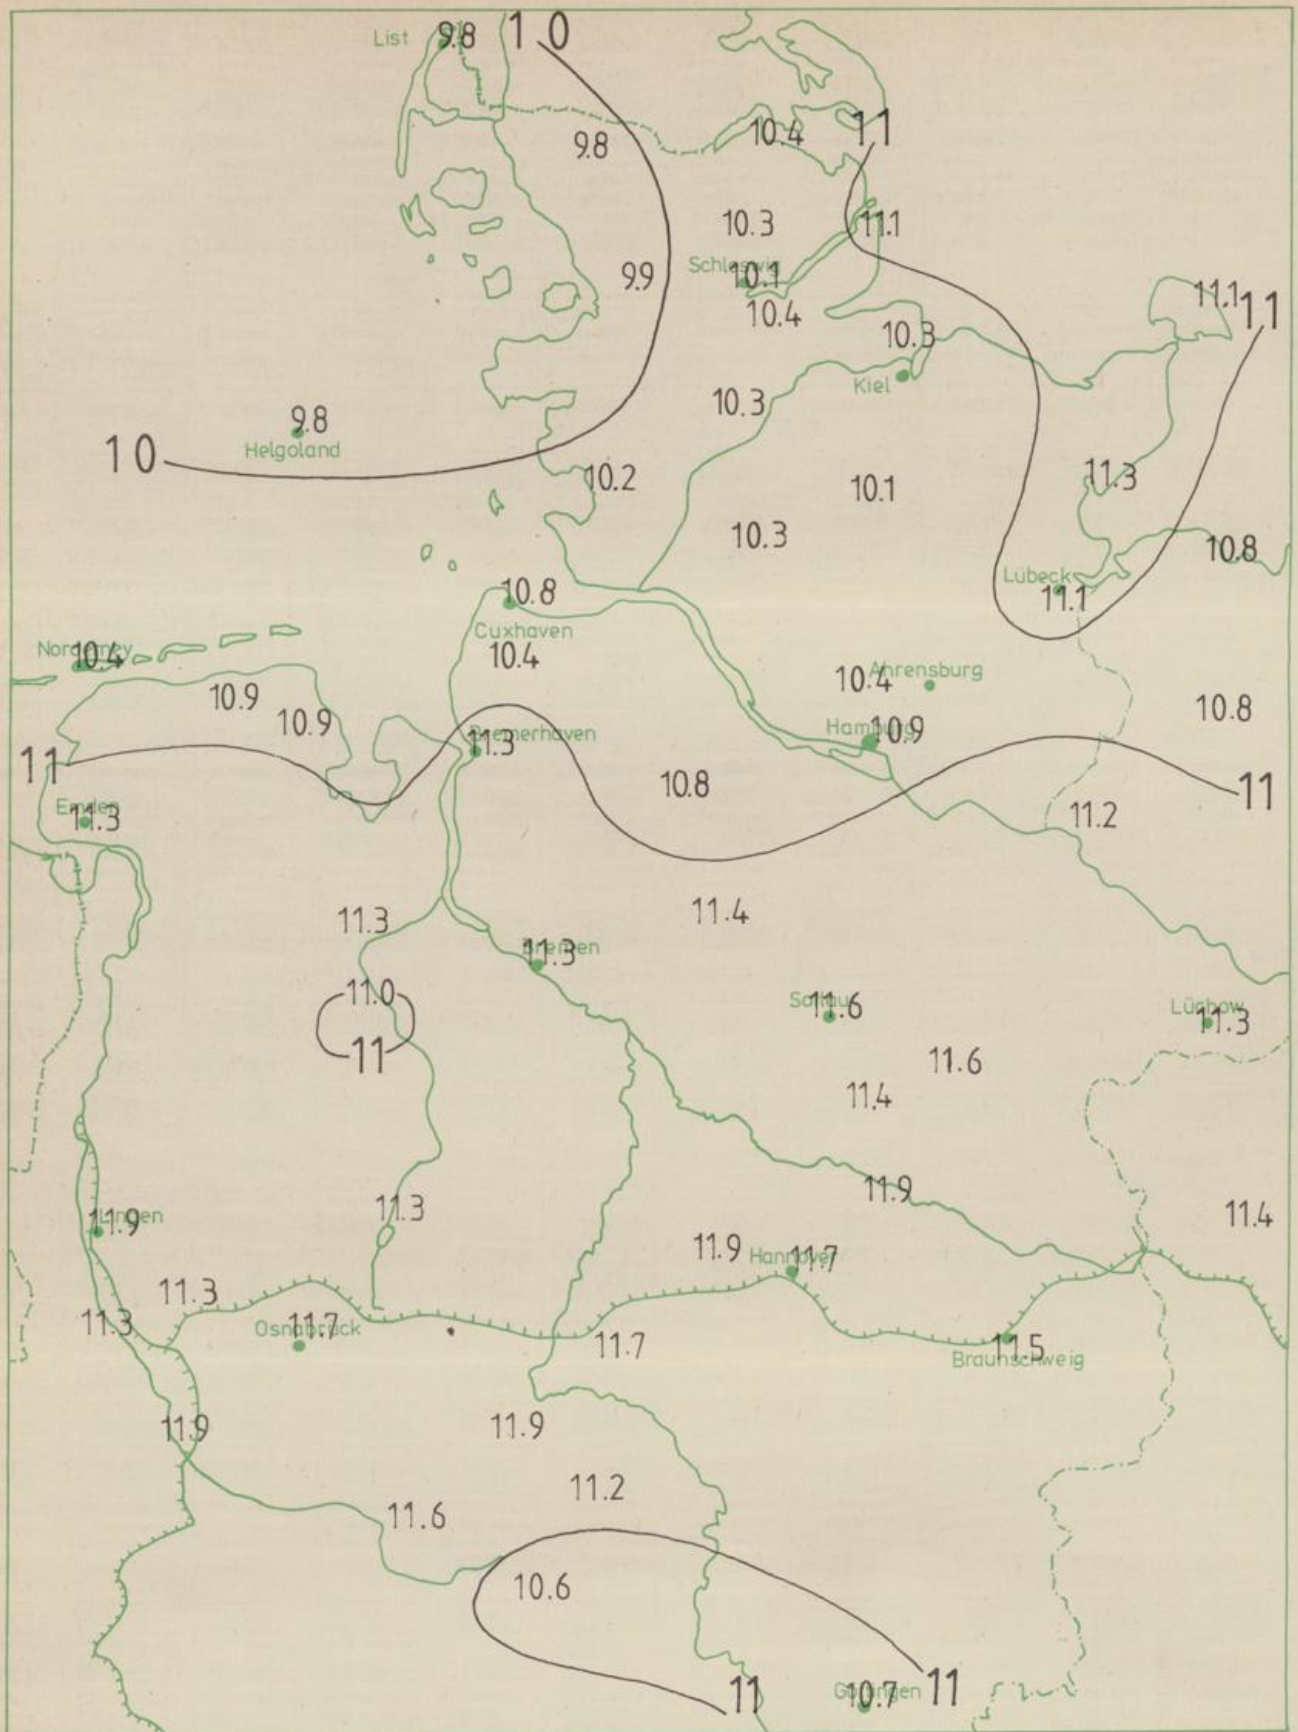 List 9.8 10
9.8
10.4 11
10.3 11.1
Schleswig 10.1
9.9
10.4
11.1 11
10.3
Kiel
10.3
9.8
Helgoland
10
10.2
11.3
10.1
10.3
10.8
Lübeck
11.1
10.8
Cuxhaven
10.4
Norderney 10.4
Ahrensburg
10.4
10.9
10.9
10.8
Hamburg 10.9
Bremerhaven 11.3
11
10.8
11
Emden 11.3
11.2
11.3
11.4
Bremen 11.3
11.0
11
Soltau 11.6
Lüchow 11.3
11.6
11.4
11.9
11.3
11.4
Lingen 11.9
11.9
Hannover 11.7
11.3
11.3
Osnabrück 11.7
11.7
11.5
Braunschweig
11.9
11.9
11.2
11.6
10.6
11
Göttingen 10.7 11